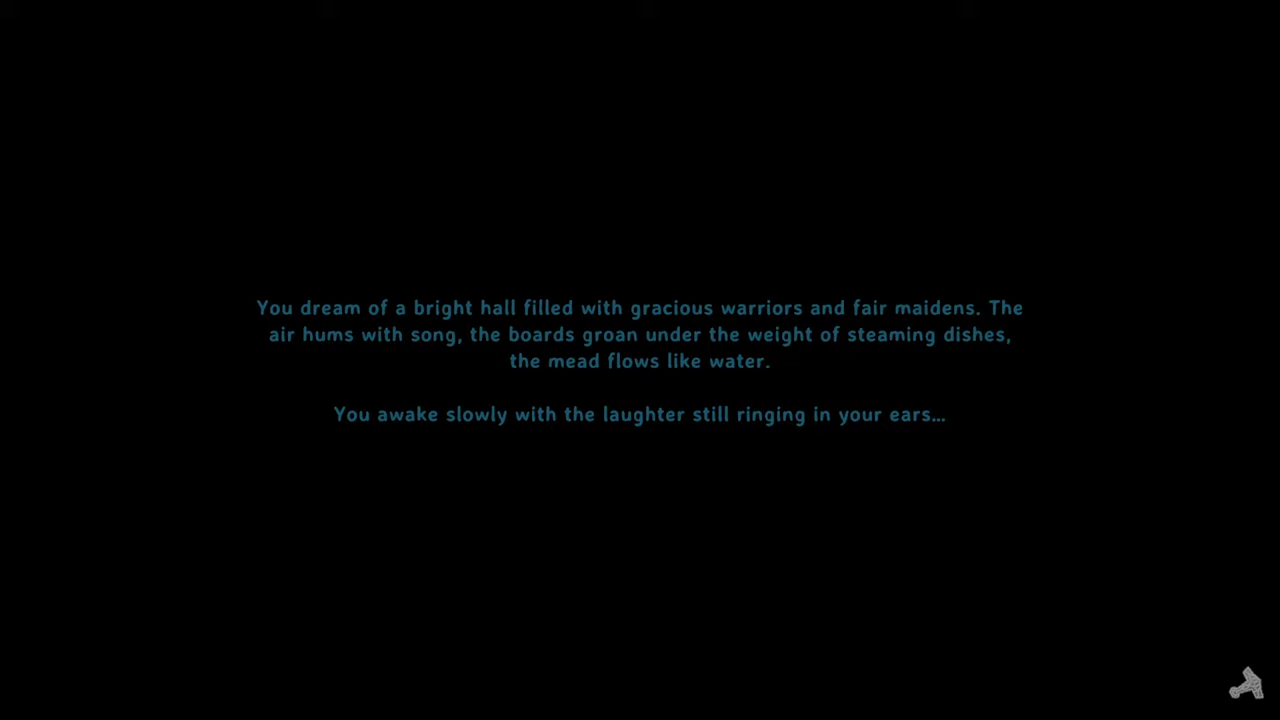 You dream of a bright hall filled with gracious warriors and fair maidens. The
air hums with song, the boards groan under the weight of steaming dishes,
the mead flows like water.
You awake slowly with the laughter still ringing in your ears...